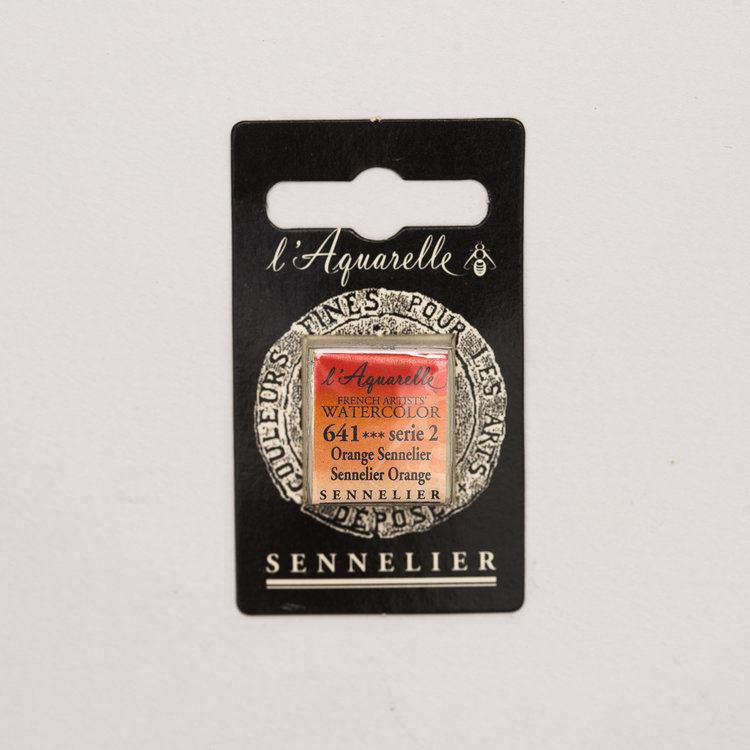 l'Aquarelle
COULEURS FINES POUR LES ARTS
l'Aquarelle
FRENCH ARTISTS'
WATERCOLOR
641*** serie 2
Orange Sennelier
Sennelier Orange
SENNELIER
DÉPOSÉ
SENNELIER